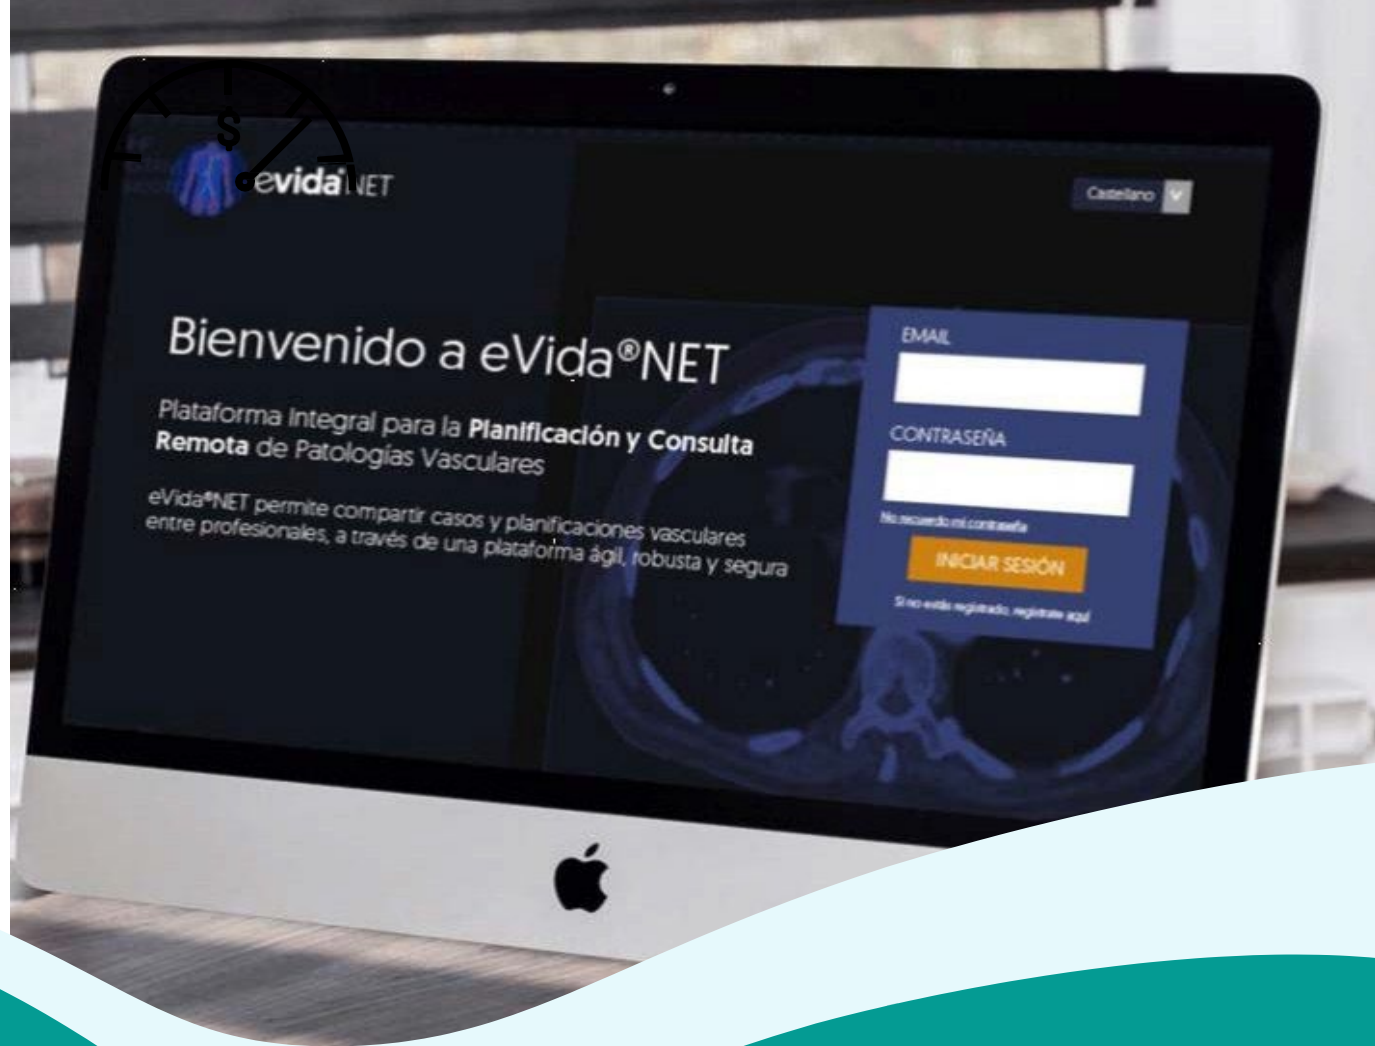 $
evida NET
Castellano
Bienvenido a eVida®NET
Plataforma Integral para la Planificación y Consulta
Remota de Patologías Vasculares
eVida®NET permite compartir casos y planificaciones vasculares
entre profesionales, a través de una plataforma ágil, robusta y segura
EMAIL
CONTRASEÑA
No recuerdo mi contraseña
INICIAR SESIÓN
Si no estás registrado, regístrate aquí